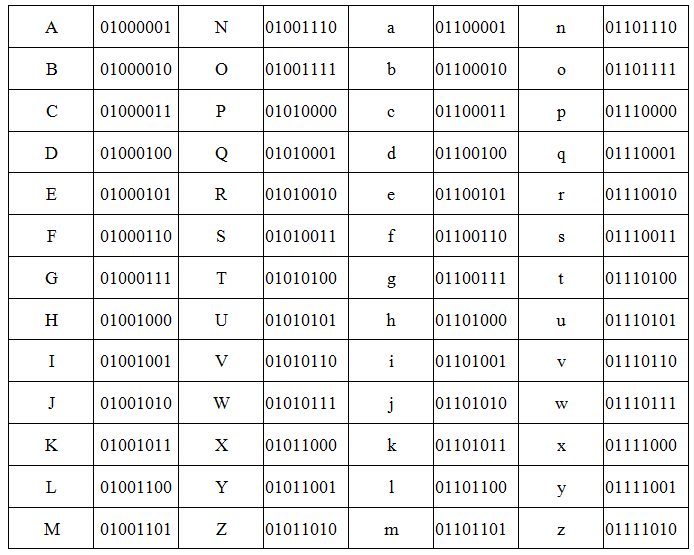 A 01000001 N 01001110 a 01100001 n 01101110
B 01000010 O 01001111 b 01100010 o 01101111
C 01000011 P 01010000 c 01100011 p 01110000
D 01000100 Q 01010001 d 01100100 q 01110001
E 01000101 R 01010010 e 01100101 r 01110010
F 01000110 S 01010011 f 01100110 s 01110011
G 01000111 T 01010100 g 01100111 t 01110100
H 01001000 U 01010101 h 01101000 u 01110101
I 01001001 V 01010110 i 01101001 v 01110110
J 01001010 W 01010111 j 01101010 w 01110111
K 01001011 X 01011000 k 01101011 x 01111000
L 01001100 Y 01011001 l 01101100 y 01111001
M 01001101 Z 01011010 m 01101101 z 01111010